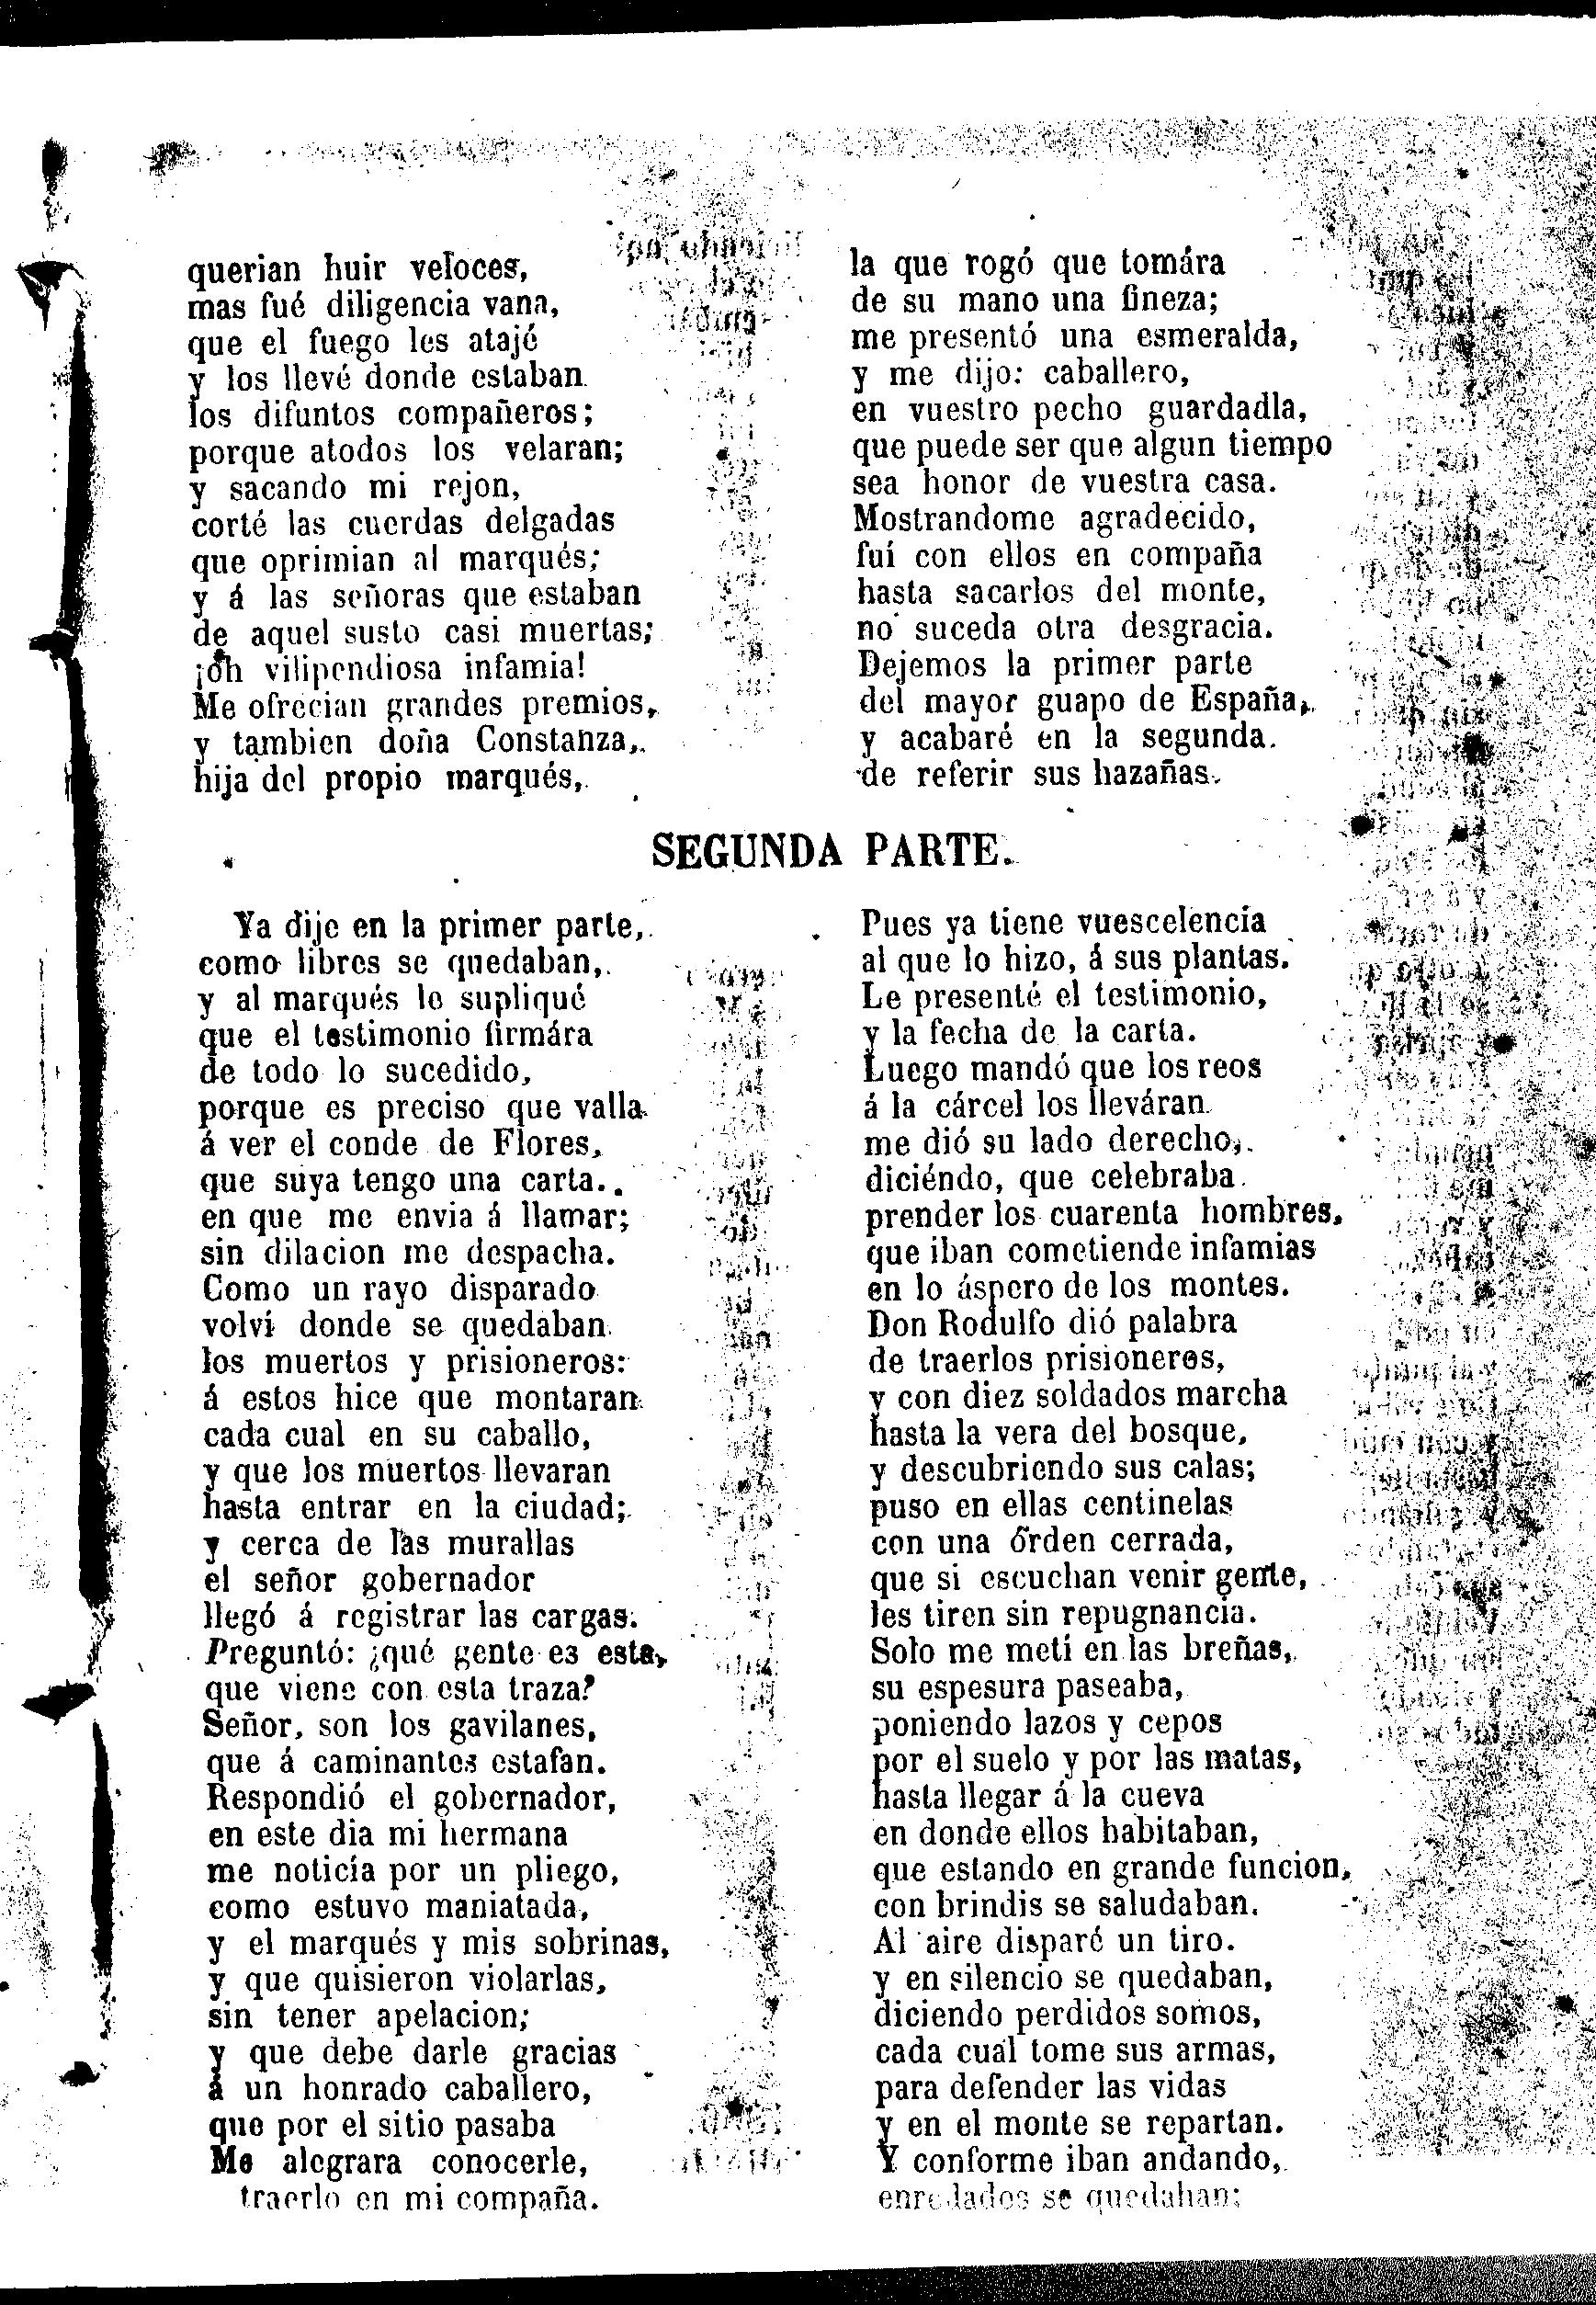 querian huir veloces,
mas fué diligencia vana,
que el fuego les atajó
y los llevé donde estaban
los difuntos compañeros;
porque atodos los velaran;
y sacando mi rejon,
corté las cuerdas delgadas
que oprimian al marqués;
y á las señoras que estaban
de aquel susto casi muertas;
¡oh vilipendiosa infamia!
Me ofrecian grandes premios,
y tambien doña Constanza,
hija del propio marqués,
la que rogó que tomára
de su mano una fineza;
me presentó una esmeralda,
y me dijo: caballero,
en vuestro pecho guardadla,
que puede ser que algun tiempo
sea honor de vuestra casa.
Mostrandome agradecido,
fuí con ellos en compaña
hasta sacarlos del monte,
no suceda otra desgracia.
Dejemos la primer parte
del mayor guapo de España,
y acabaré en la segunda.
de referir sus hazañas.
SEGUNDA PARTE.
Ya dije en la primer parte,
como libres se quedaban,
y al marqués le supliqué
que el testimonio firmára
de todo lo sucedido,
porque es preciso que valla
á ver el conde de Flores,
que suya tengo una carta..
en que me envia á llamar;
sin dilacion me despacha.
Como un rayo disparado
volví donde se quedaban
los muertos y prisioneros:
á estos hice que montaran
cada cual en su caballo,
y que los muertos llevaran
hasta entrar en la ciudad;
y cerca de las murallas
el señor gobernador
llegó á registrar las cargas.
Preguntó: ¿qué gente es esta,
que viene con esta traza?
Señor, son los gavilanes,
que á caminantes estafan.
Respondió el gobernador,
en este dia mi hermana
me noticía por un pliego,
como estuvo maniatada,
y el marqués y mis sobrinas,
y que quisieron violarlas,
sin tener apelacion;
y que debe darle gracias
á un honrado caballero,
que por el sitio pasaba
Me alegrara conocerle,
traerlo en mi compaña.
Pues ya tiene vuescelencía
al que lo hizo, á sus plantas.
Le presenté el testimonio,
y la fecha de la carta.
Luego mandó que los reos
á la cárcel los lleváran
me dió su lado derecho,
diciéndo, que celebraba
prender los cuarenta hombres,
que iban cometiende infamias
en lo áspero de los montes.
Don Rodulfo dió palabra
de traerlos prisioneros,
y con diez soldados marcha
hasta la vera del bosque,
y descubriendo sus calas;
puso en ellas centinelas
con una órden cerrada,
que si escuchan venir gente,
les tiren sin repugnancia.
Solo me metí en las breñas,
su espesura paseaba,
poniendo lazos y cepos
por el suelo y por las matas,
hasta llegar á la cueva
en donde ellos habitaban,
que estando en grande funcion,
con brindis se saludaban.
Al aire disparé un tiro.
y en silencio se quedaban,
diciendo perdidos somos,
cada cual tome sus armas,
para defender las vidas
y en el monte se repartan.
Y conforme iban andando,
enredados se quedahan;